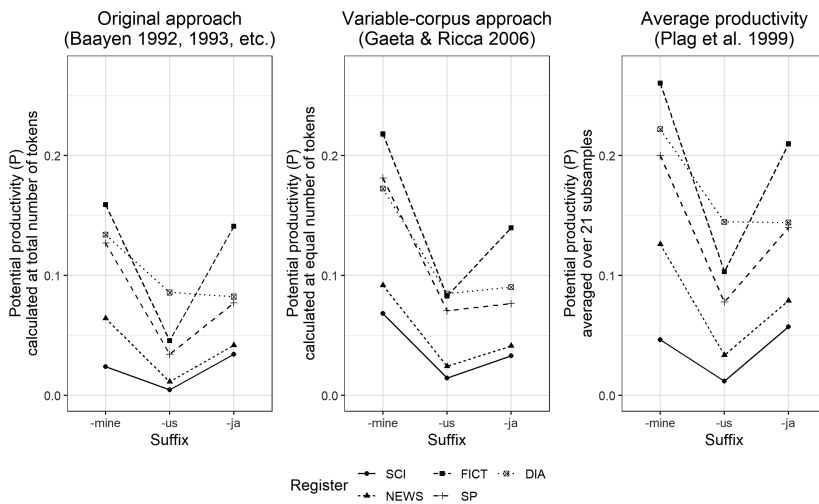 Original approach
(Baayen 1992, 1993, etc.)
Variable-corpus approach
(Gaeta & Ricca 2006)
Average productivity
(Plag et al. 1999)
Potential productivity (P)
calculated at total number of tokens
0.2
0.1
0.0
-mine
-us
-ja
Suffix
Potential productivity (P)
calculated at equal number of tokens
0.2
0.1
0.0
-mine
-us
-ja
Suffix
Potential productivity (P)
averaged over 21 subsamples
0.2
0.1
0.0
-mine
-us
-ja
Suffix
Register
SCI
FICT
DIA
NEWS
SP